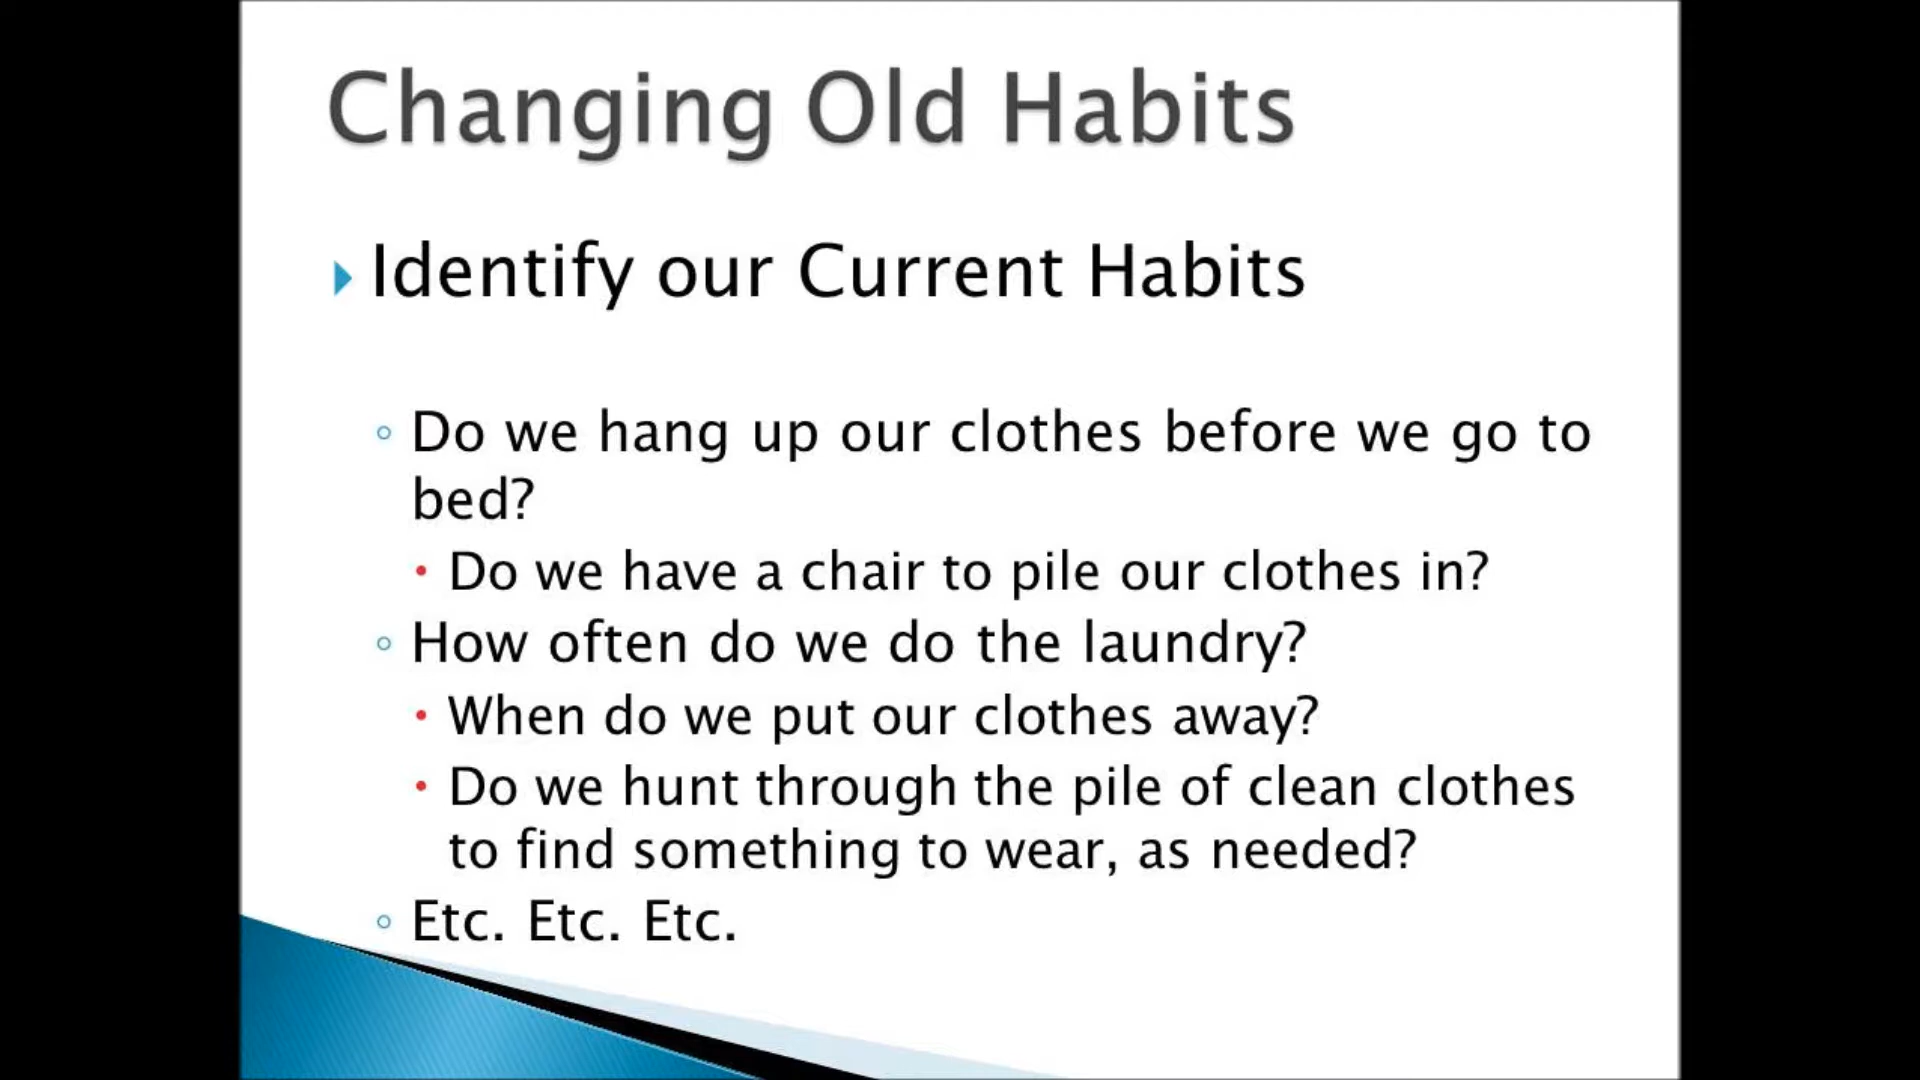 Changing Old Habits
Identify our Current Habits
Do we hang up our clothes before we go to
bed?
Do we have a chair to pile our clothes in?
How often do we do the laundry?
When do we put our clothes away?
Do we hunt through the pile of clean clothes
to find something to wear, as needed?
Etc. Etc. Etc.